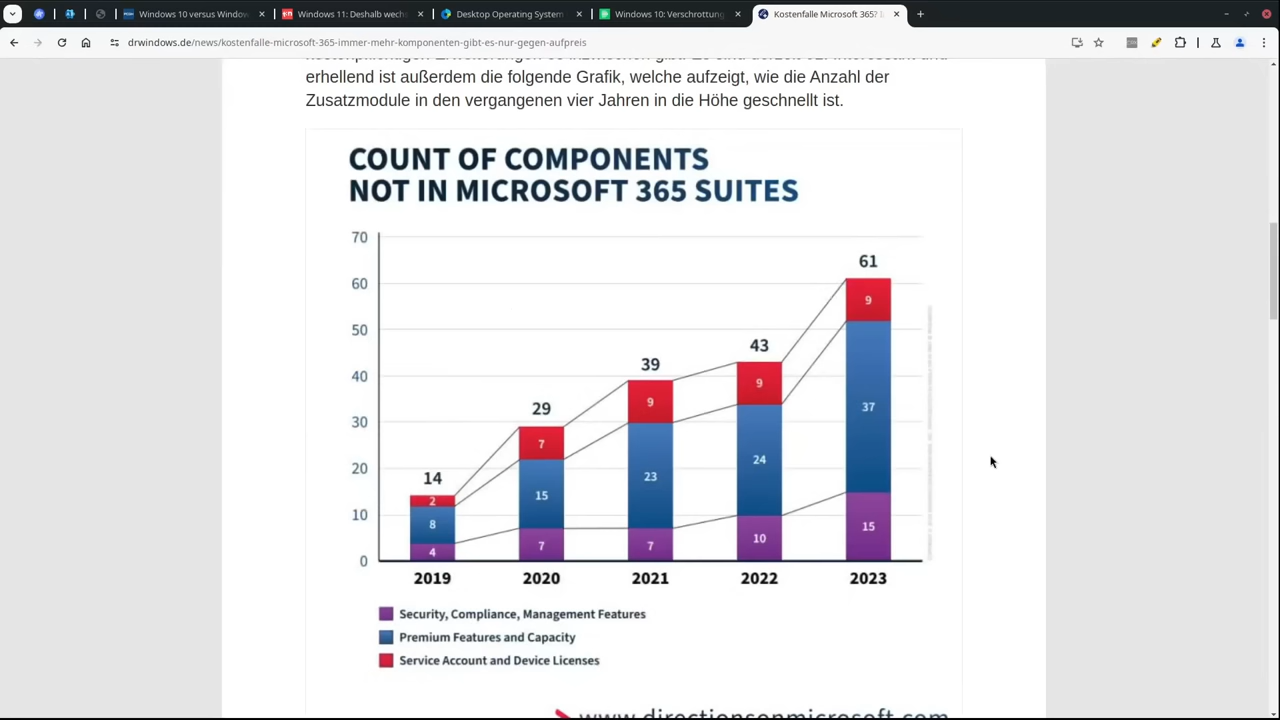 Windows 10 versus Window
Windows 11: Deshalb wech
Desktop Operating System
Windows 10: Verschrottung
Kostenfalle Microsoft 365?
drwindows.de/news/kostenfalle-microsoft-365-immer-mehr-komponenten-gibt-es-nur-gegen-aufpreis
erhellend ist außerdem die folgende Grafik, welche aufzeigt, wie die Anzahl der
Zusatzmodule in den vergangenen vier Jahren in die Höhe geschnellt ist.
COUNT OF COMPONENTS
NOT IN MICROSOFT 365 SUITES
70
60
50
40
30
20
10
0
14
2
8
4
29
7
15
7
39
9
23
7
43
9
24
10
61
9
37
15
2019 2020 2021 2022 2023
Security, Compliance, Management Features
Premium Features and Capacity
Service Account and Device Licenses
www.directionsonmicrosoft.com